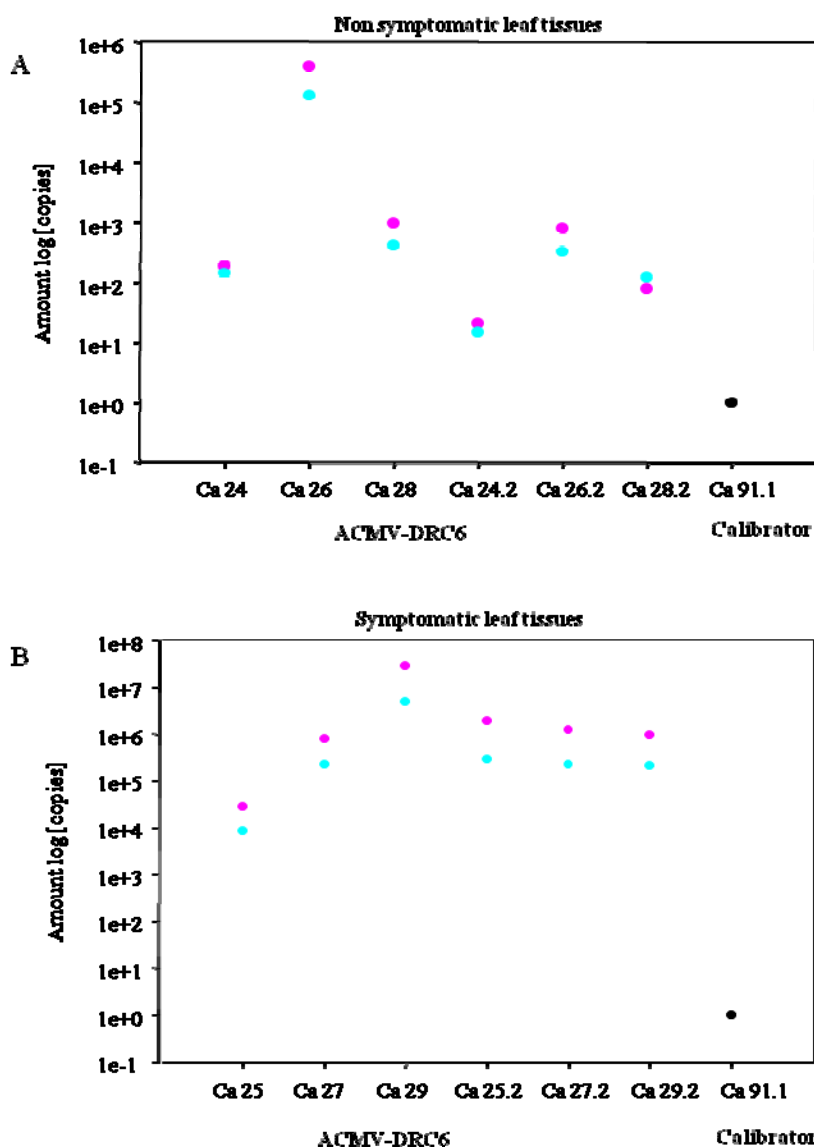 Non symptomatic leaf tissues
A
1e+6
1e+5
1e+4
1e+3
1e+2
1e+1
1e+0
1e-1
Amount log [copies]
Ca 24 Ca 26 Ca 28 Ca 24.2 Ca 26.2 Ca 28.2 Ca 91.1
ACMV-DRC6 Calibrator
Symptomatic leaf tissues
B
1e+8
1e+7
1e+6
1e+5
1e+4
1e+3
1e+2
1e+1
1e+0
1e-1
Amount log [copies]
Ca 25 Ca 27 Ca 29 Ca 25.2 Ca 27.2 Ca 29.2 Ca 91.1
ACMV-DRC6 Calibrator